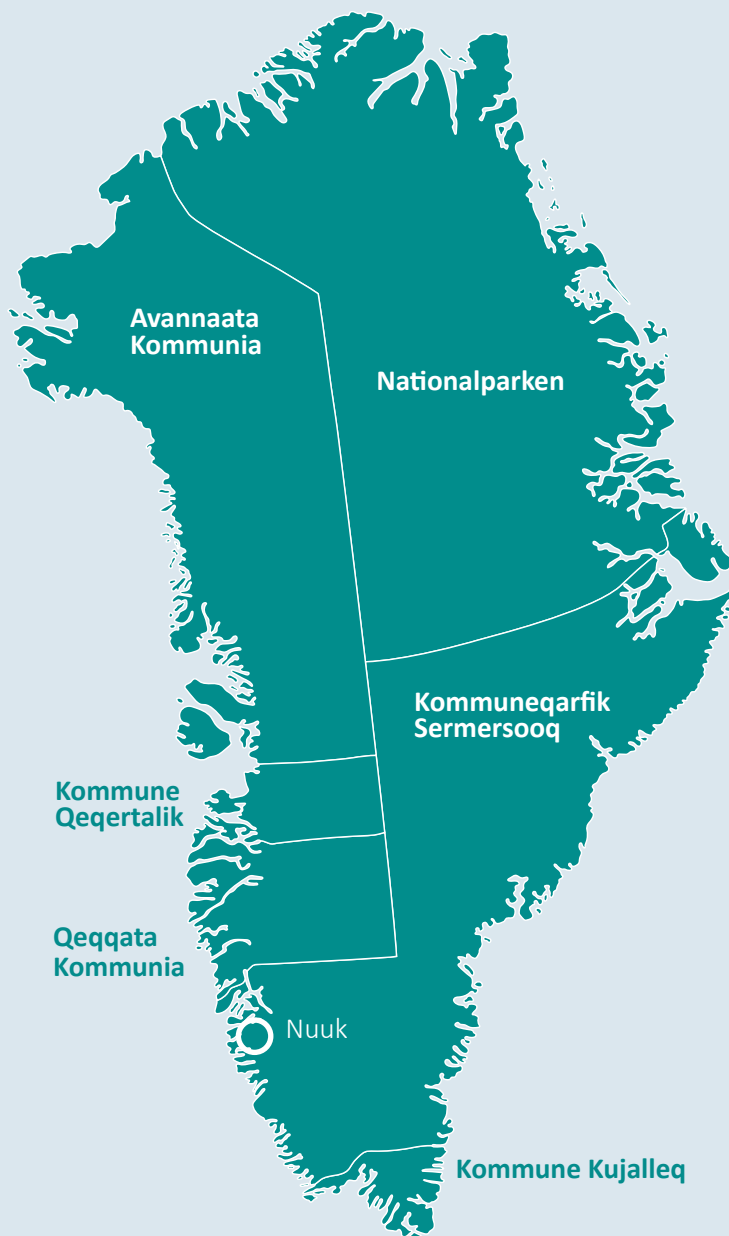 Avannaata
Kommunia
Nationalparken
Kommuneqarfik
Sermersooq
Kommune
Qeqertalik
Qeqqata
Kommunia
Nuuk
Kommune Kujalleq